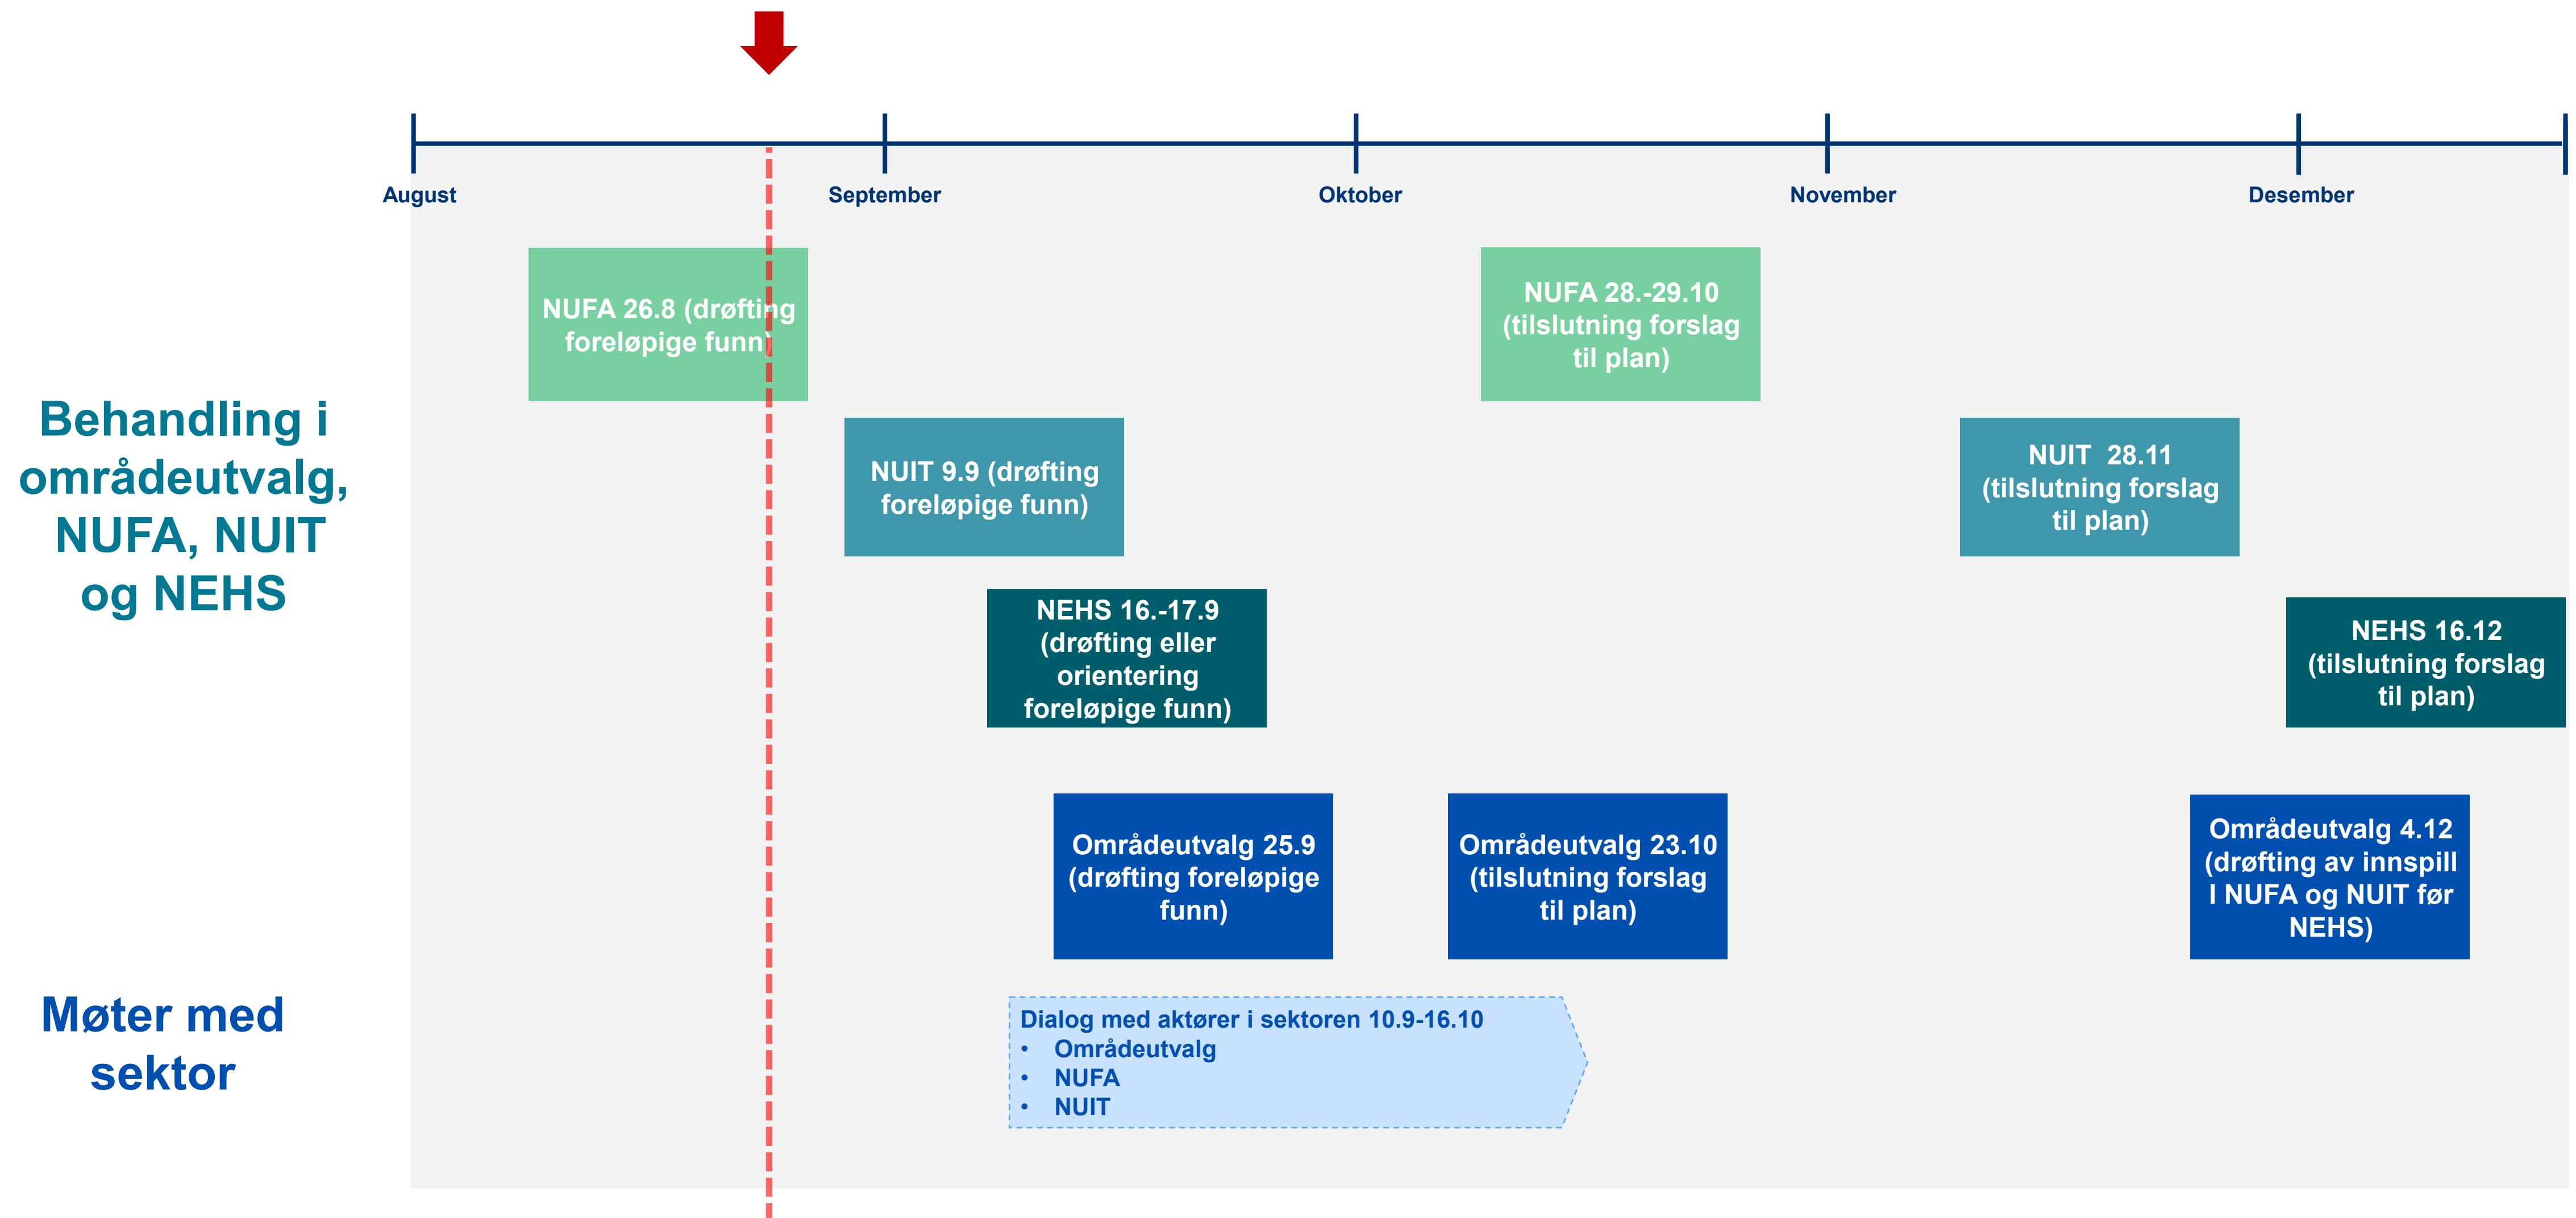 August
September
Oktober
November
Desember
Behandling i
områdeutvalg,
NUFA, NUIT
og NEHS
NUFA 26.8 (drøfting
foreløpige funn)
NUFA 28.-29.10
(tilslutning forslag
til plan)
NUIT 9.9 (drøfting
foreløpige funn)
NUIT  28.11
(tilslutning forslag
til plan)
NEHS 16.-17.9
(drøfting eller
orientering
foreløpige funn)
NEHS 16.12
(tilslutning forslag
til plan)
Områdeutvalg 25.9
(drøfting foreløpige
funn)
Områdeutvalg 23.10
(tilslutning forslag
til plan)
Områdeutvalg 4.12
(drøfting av innspill
I NUFA og NUIT før
NEHS)
Møter med
sektor
Dialog med aktører i sektoren 10.9-16.10
• Områdeutvalg
• NUFA
• NUIT